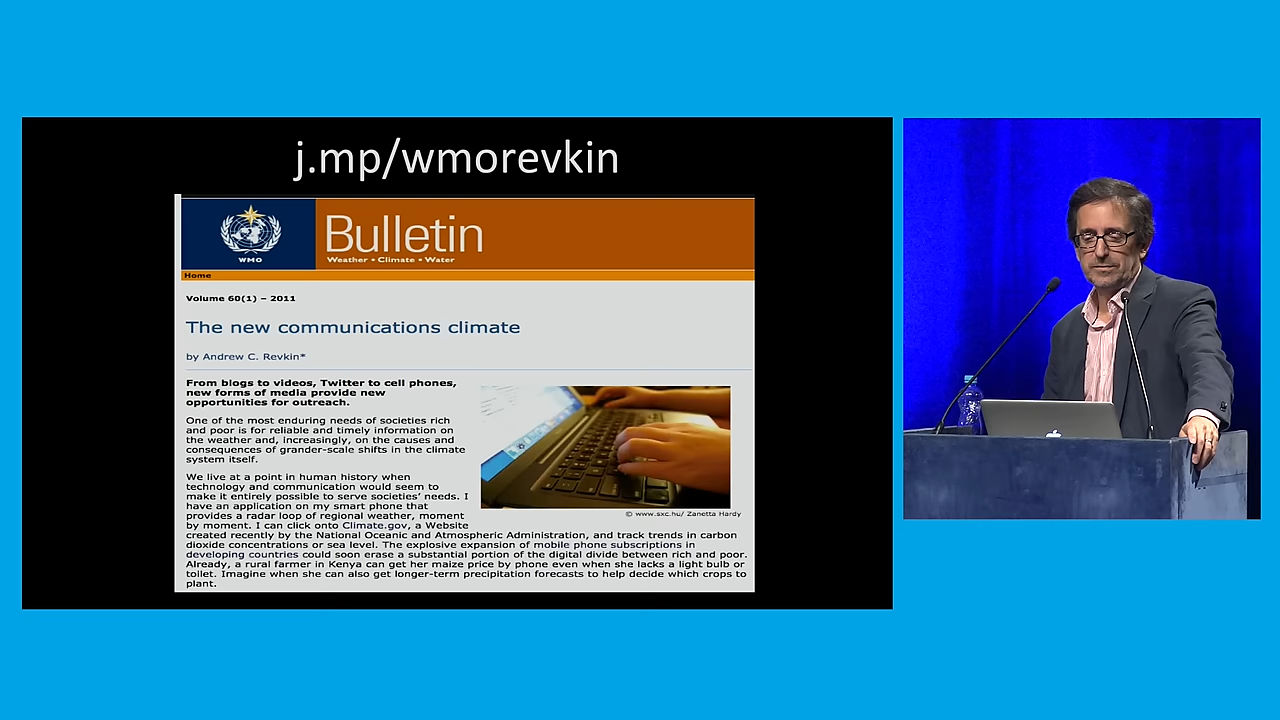 j.mp/wmorevkin
WMO
Bulletin
Weather • Climate • Water
Home
Volume 60(1) – 2011
The new communications climate
by Andrew C. Revkin*
From blogs to videos, Twitter to cell phones,
new forms of media provide new
opportunities for outreach.
One of the most enduring needs of societies rich
and poor is for reliable and timely information on
the weather and, increasingly, on the causes and
consequences of grander-scale shifts in the climate
system itself.
We live at a point in human history when
technology and communication would seem to
make it entirely possible to serve societies’ needs. I
have an application on my smart phone that
provides a radar loop of regional weather, moment
by moment. I can click onto Climate.gov, a Website
© www.sxc.hu/ Zanetta Hardy
created recently by the National Oceanic and Atmospheric Administration, and track trends in carbon
dioxide concentrations or sea level. The explosive expansion of mobile phone subscriptions in
developing countries could soon erase a substantial portion of the digital divide between rich and poor.
Already, a rural farmer in Kenya can get her maize price by phone even when she lacks a light bulb or
toilet. Imagine when she can also get longer-term precipitation forecasts to help decide which crops to
plant.